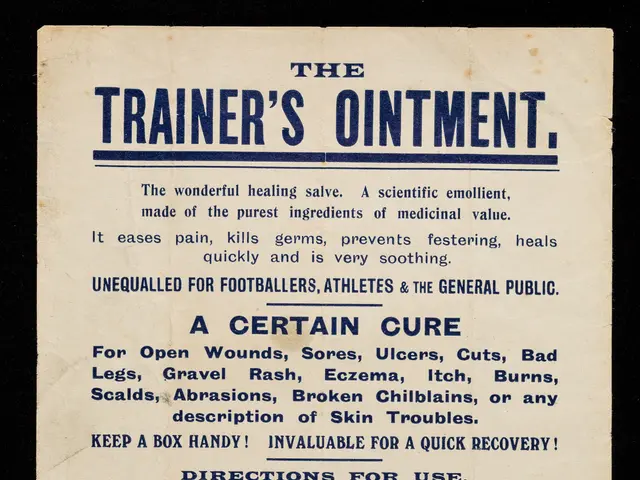 THE
TRAINER'S OINTMENT.
The wonderful healing salve. A scientific emollient,
made of the purest ingredients of medicinal value.
It eases pain, kills germs, prevents festering, heals
quickly and is very soothing.
UNEQUALLED FOR FOOTBALLERS, ATHLETES & THE GENERAL PUBLIC.
A CERTAIN CURE
For Open Wounds, Sores, Ulcers, Cuts, Bad
Legs, Gravel Rash, Eczema, Itch, Burns,
Scalds, Abrasions, Broken Chilblains, or any
description of Skin Troubles.
KEEP A BOX HANDY! INVALUABLE FOR A QUICK RECOVERY!
DIRECTIONS FOR USE.